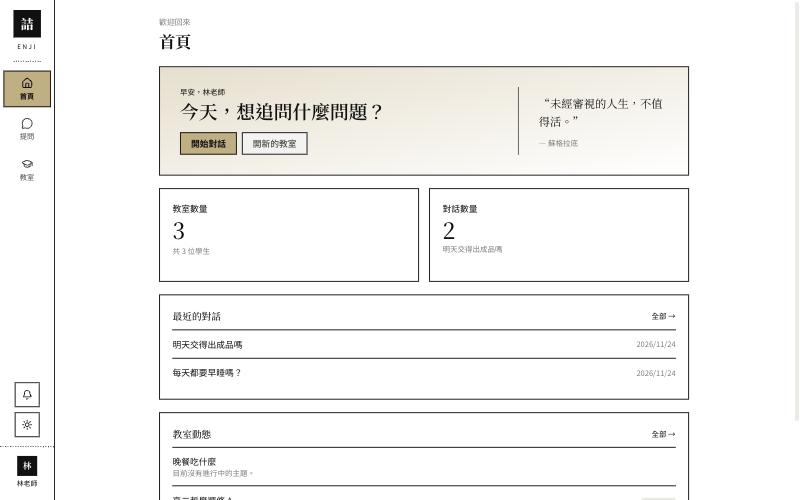 詰
ENJI
首頁
提問
教室
林
林老師
歡迎回來
首頁
早安，林老師
今天，想追問什麼問題？
開始對話
開新的教室
“未經審視的人生，不值
得活。”
— 蘇格拉底
教室數量
3
共 3 位學生
對話數量
2
明天交得出成品嗎
最近的對話
全部 →
明天交得出成品嗎
2026/11/24
每天都要早睡嗎？
2026/11/24
教室動態
全部 →
晚餐吃什麼
目前沒有進行中的主題。